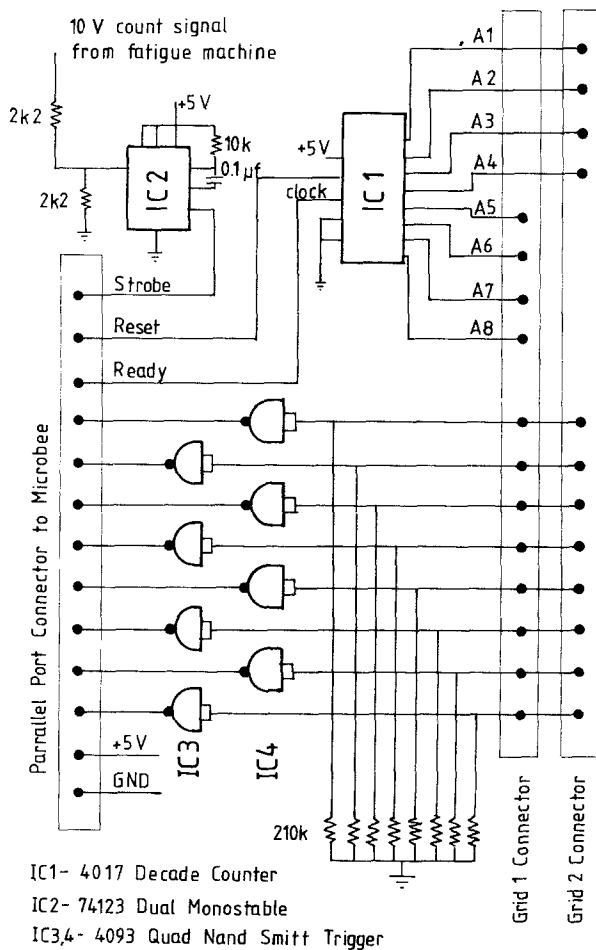 10 V count signal
from fatigue machine
2k2
+5 V
10k
0.1 µf
2k2
IC2
+5V
clock
IC 1
A1
A2
A3
A4
A5
A6
A7
A8
Strobe
Reset
Ready
Parrallel Port Connector to Microbee
+5V
GND
IC3
IC4
210k
Grid 1 Connector
Grid 2 Connector
IC1- 4017 Decade Counter
IC2- 74123 Dual Monostable
IC3,4- 4093 Quad Nand Smitt Trigger